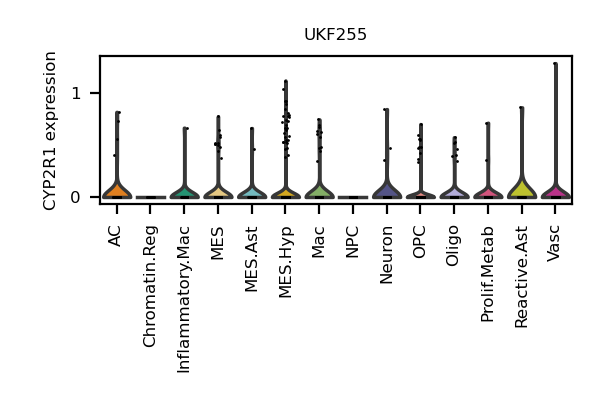 UKF255
CYP2R1 expression
1
0
AC
Chromatin.Reg
Inflammatory.Mac
MES
MES.Ast
MES.Hyp
Mac
NPC
Neuron
OPC
Oligo
Prolif.Metab
Reactive.Ast
Vasc